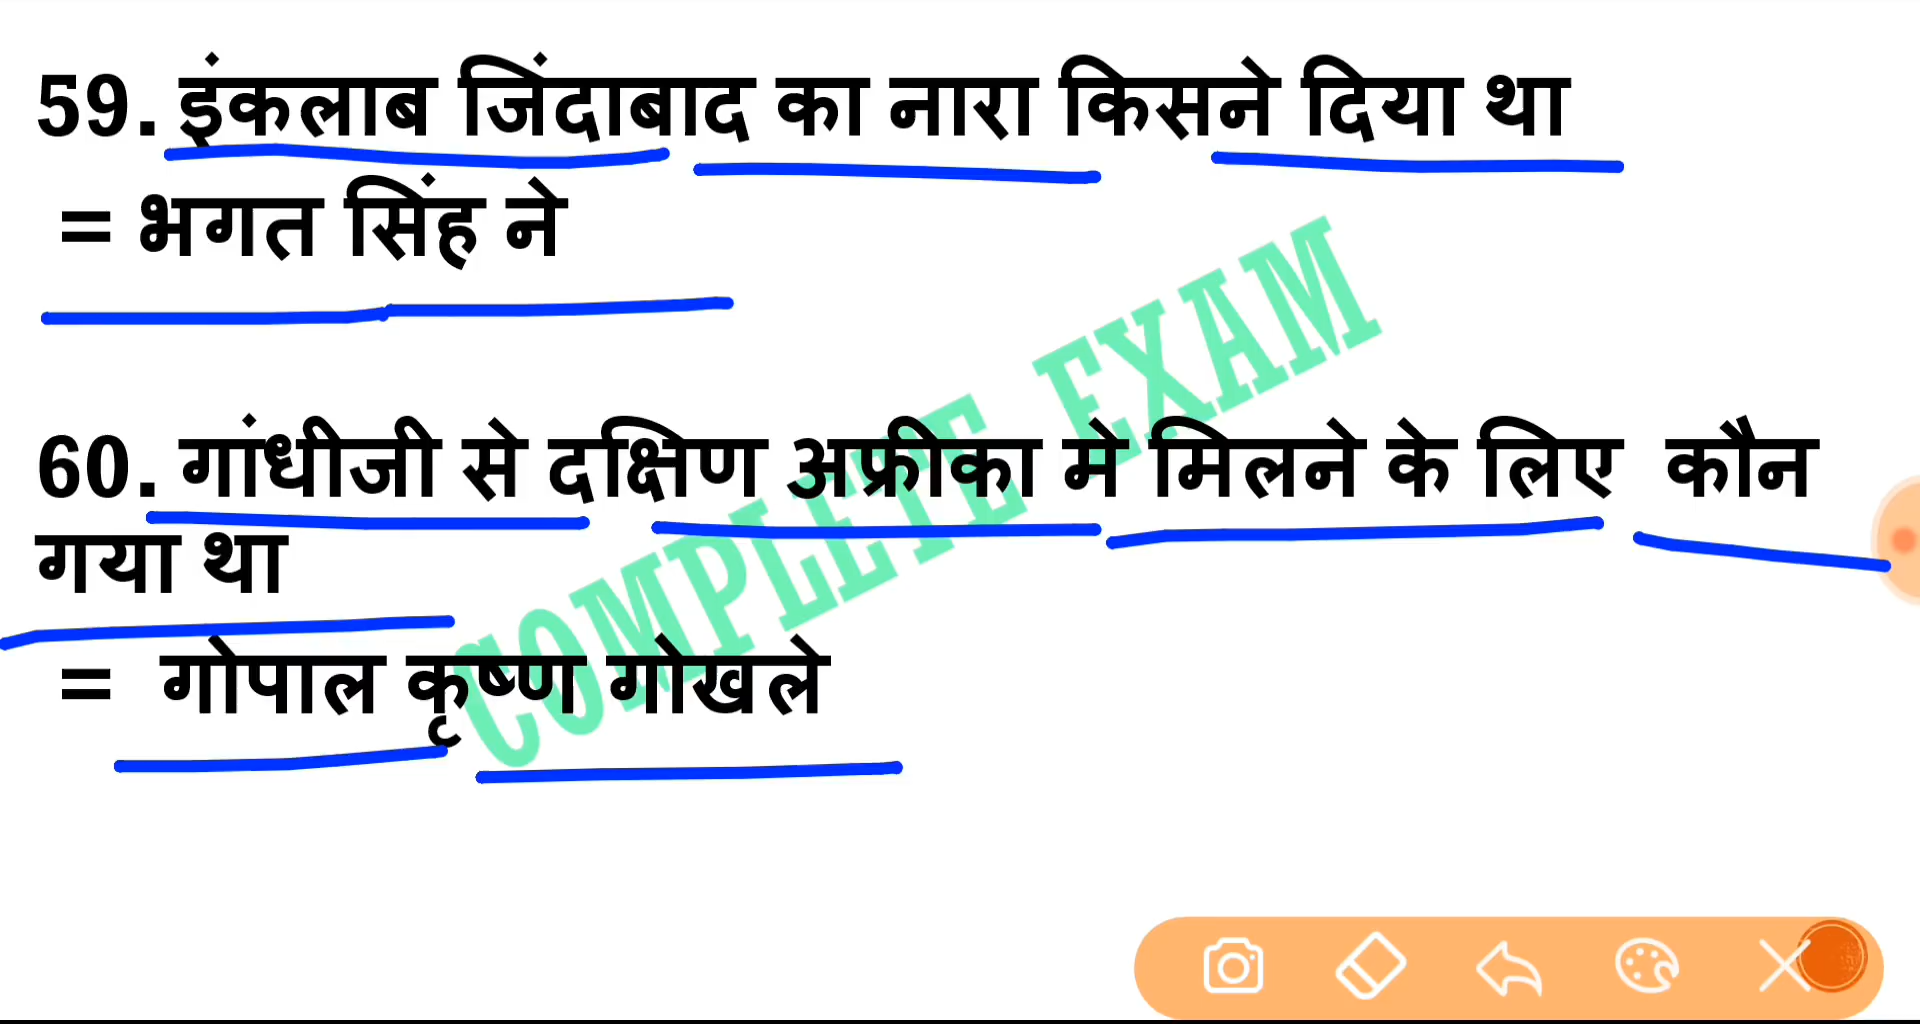 59. इंकलाब जिंदाबाद का नारा किसने दिया था
= भगत सिंह ने
60. गांधीजी से दक्षिण अफ्रीका मे मिलने के लिए कौन
गया था
= गोपाल कृष्ण गोखले
COMPLETE EXAM